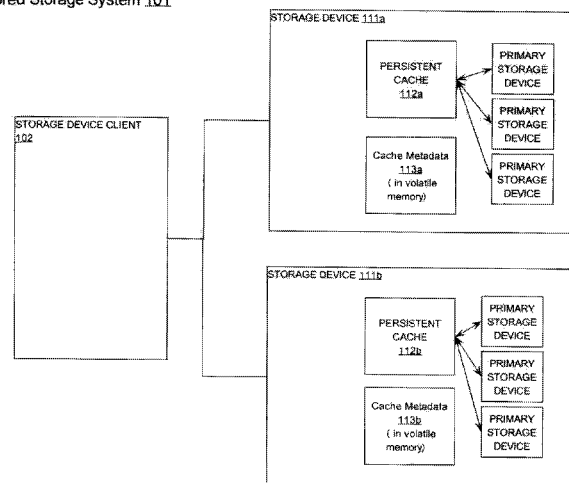 Storage System 101
STORAGE DEVICE 111a
PERSISTENT
CACHE
112a
PRIMARY
STORAGE
DEVICE
PRIMARY
STORAGE
DEVICE
PRIMARY
STORAGE
DEVICE
Cache Metadata
113a
( in volatile
memory)
STORAGE DEVICE CLIENT
102
STORAGE DEVICE 111b
PERSISTENT
CACHE
112b
PRIMARY
STORAGE
DEVICE
PRIMARY
STORAGE
DEVICE
PRIMARY
STORAGE
DEVICE
Cache Metadata
113b
( in volatile
memory)